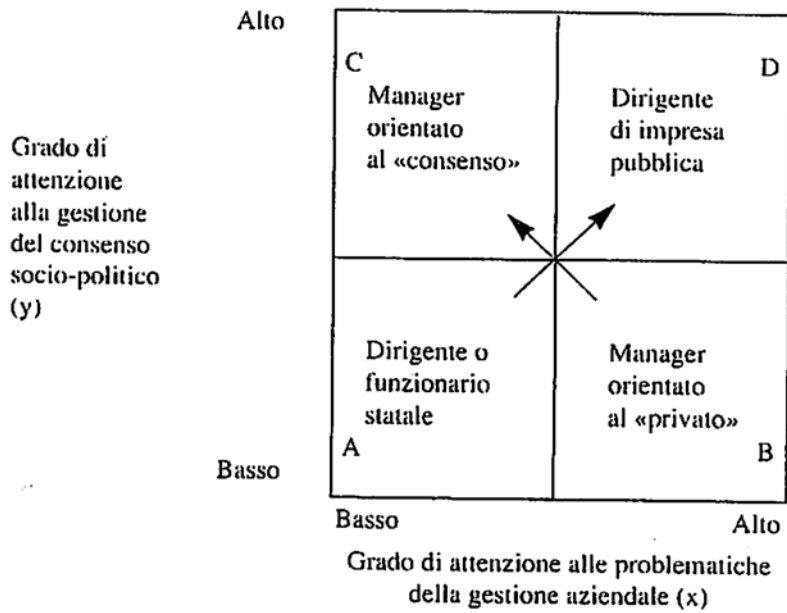 Alto
C
D
Manager
orientato
al «consenso»
Dirigente
di impresa
pubblica
Grado di
attenzione
alla gestione
del consenso
socio-politico
(y)
Dirigente o
funzionario
statale
Manager
orientato
al «privato»
A
B
Basso
Basso
Alto
Grado di attenzione alle problematiche
della gestione aziendale (x)